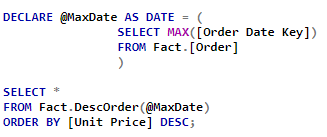 DECLARE @MaxDate AS DATE = (
SELECT MAX([Order Date Key])
FROM Fact.[Order]
)
SELECT *
FROM Fact.DescOrder(@MaxDate)
ORDER BY [Unit Price] DESC;